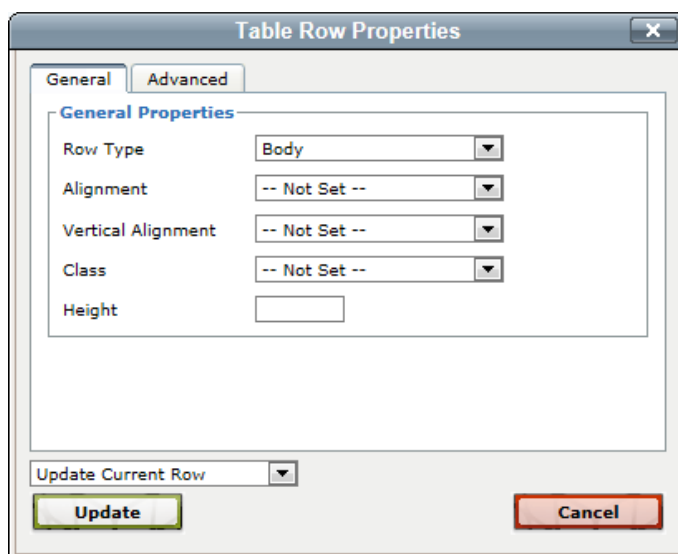 Table Row Properties
General Advanced
General Properties
Row Type Body
Alignment -- Not Set --
Vertical Alignment -- Not Set --
Class -- Not Set --
Height
Update Current Row
Update Cancel